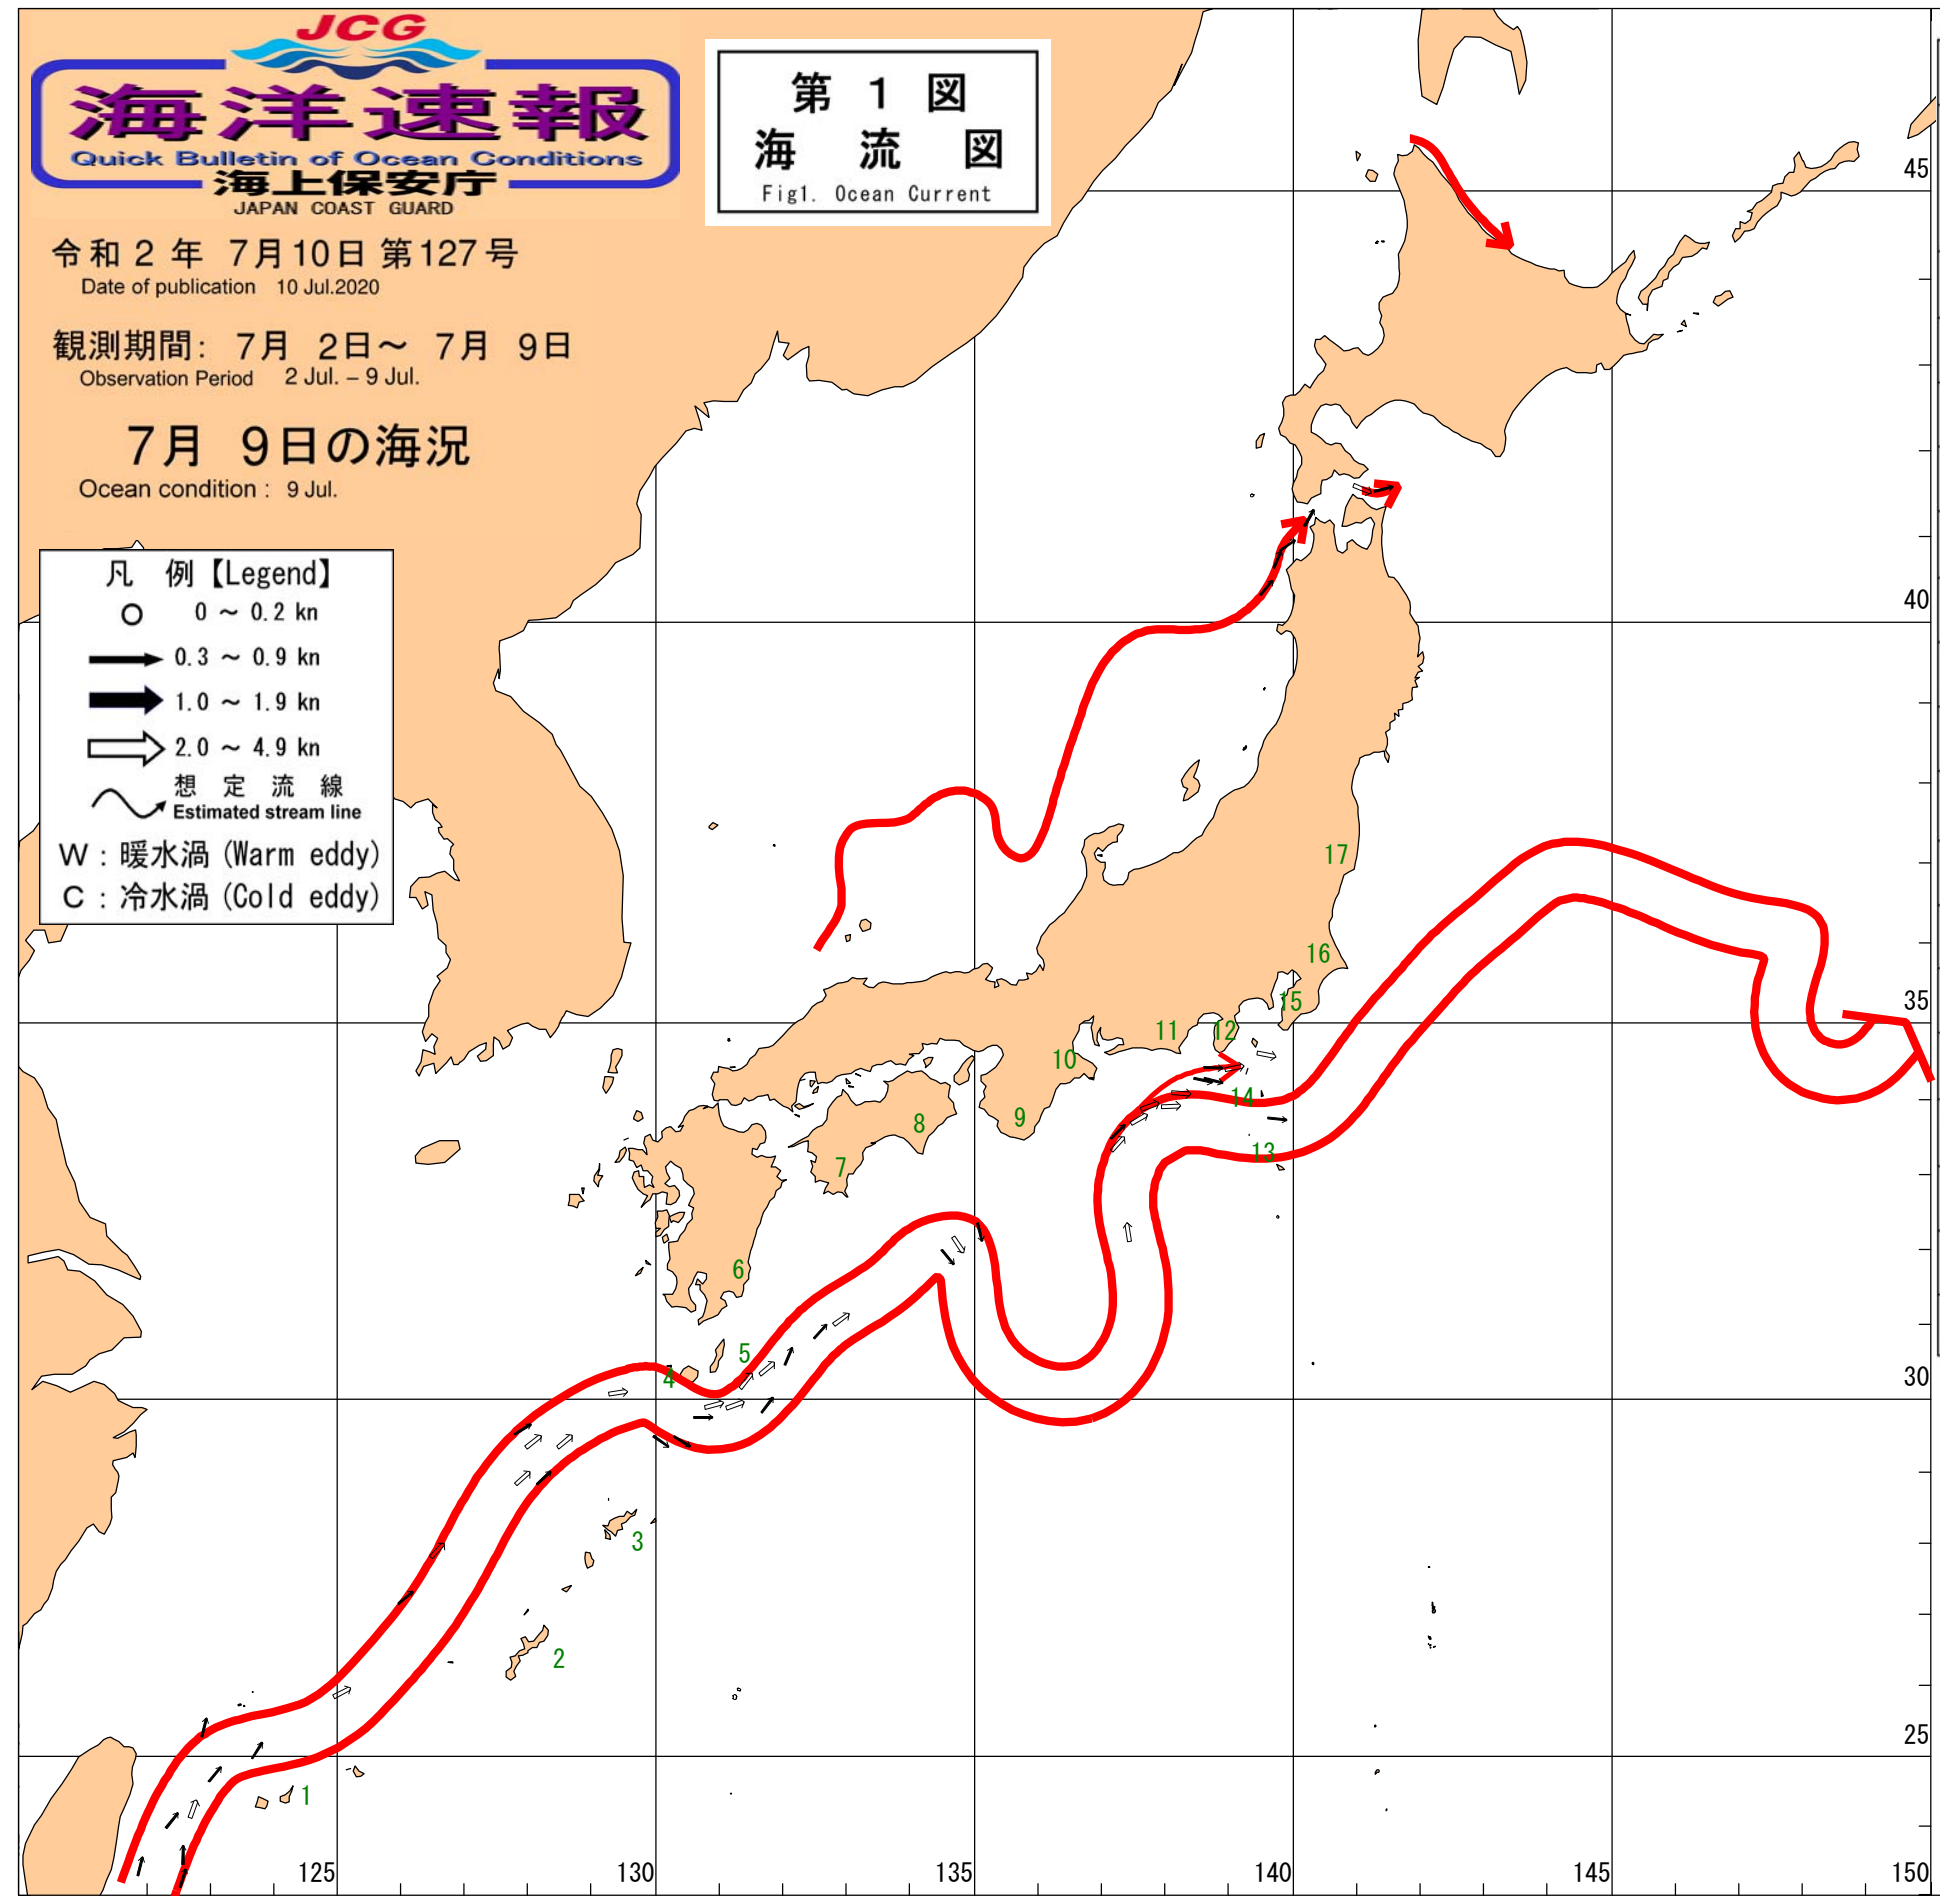 JCG
海洋速報
Quick Bulletin of Ocean Conditions
海上保安庁
JAPAN COAST GUARD
第 1 図
海 流 図
Fig1. Ocean Current
令和 2 年 7月10日 第127号
Date of publication 10 Jul.2020
観測期間: 7月 2日～ 7月 9日
Observation Period 2 Jul. – 9 Jul.
7月 9日の海況
Ocean condition : 9 Jul.
凡 例【Legend】
0 ～ 0.2 kn
0.3 ～ 0.9 kn
1.0 ～ 1.9 kn
2.0 ～ 4.9 kn
想 定 流 線
Estimated stream line
W : 暖水渦 (Warm eddy)
C : 冷水渦 (Cold eddy)
45
40
35
30
25
17
16
15
12
11
10
14
9
8
13
7
6
5
4
3
2
1
125
130
135
140
145
150